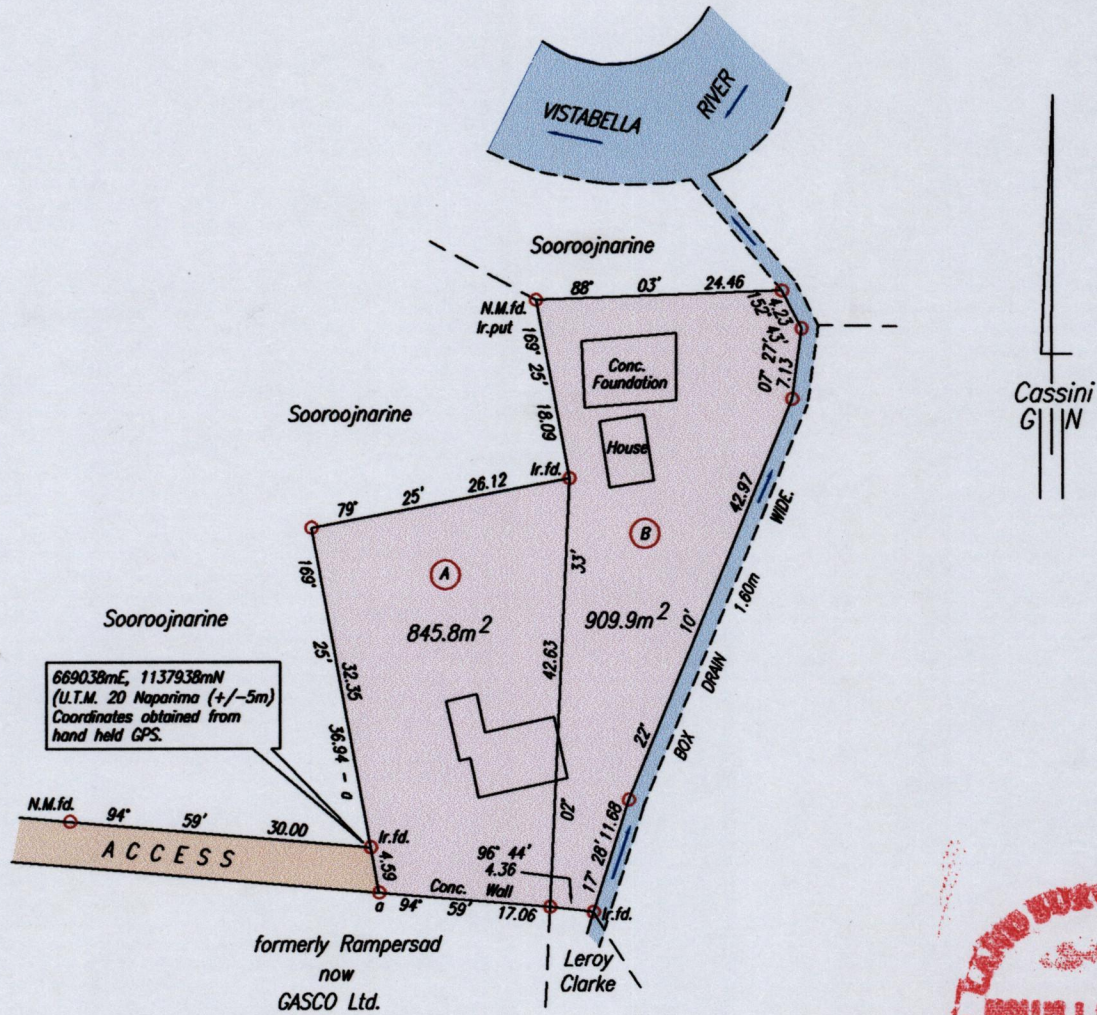 VISTABELLA
RIVER
Sooroojnarine
88° 03' 24.46
N.M.fd.
Ir.put
152° 13'
4.23
07° 27'
7.13
169° 25' 18.09
Conc.
Foundation
House
Cassini
G N
Sooroojnarine
Ir.fd.
79° 25' 26.12
42.97
WIDE.
B
A
33'
169°
845.8m²
909.9m²
10'
1.60m
Sooroojnarine
25'
32.35
42.63
DRAIN
669038mE, 1137938mN
(U.T.M. 20 Naparima (+/-5m)
Coordinates obtained from
hand held GPS.
36.94 - a
22'
BOX
N.M.fd.
94° 59' 30.00
ACCESS
Ir.fd.
4.59
02'
17° 28' 11.68
96° 44'
4.36
Conc. Wall
a 94° 59' 17.06
Ir.fd.
formerly Rampersad
now
GASCO Ltd.
Leroy
Clarke
LAND